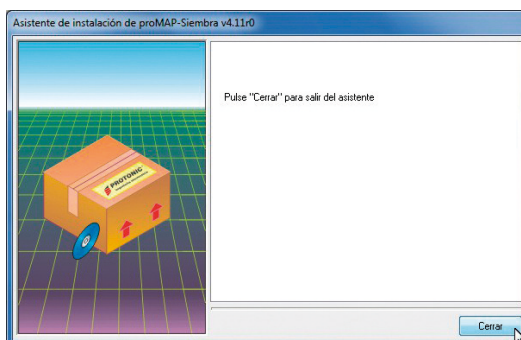 Asistente de instalación de proMAP-Siembra v4.11r0
Pulse "Cerrar" para salir del asistente
PROTONIC
Cerrar